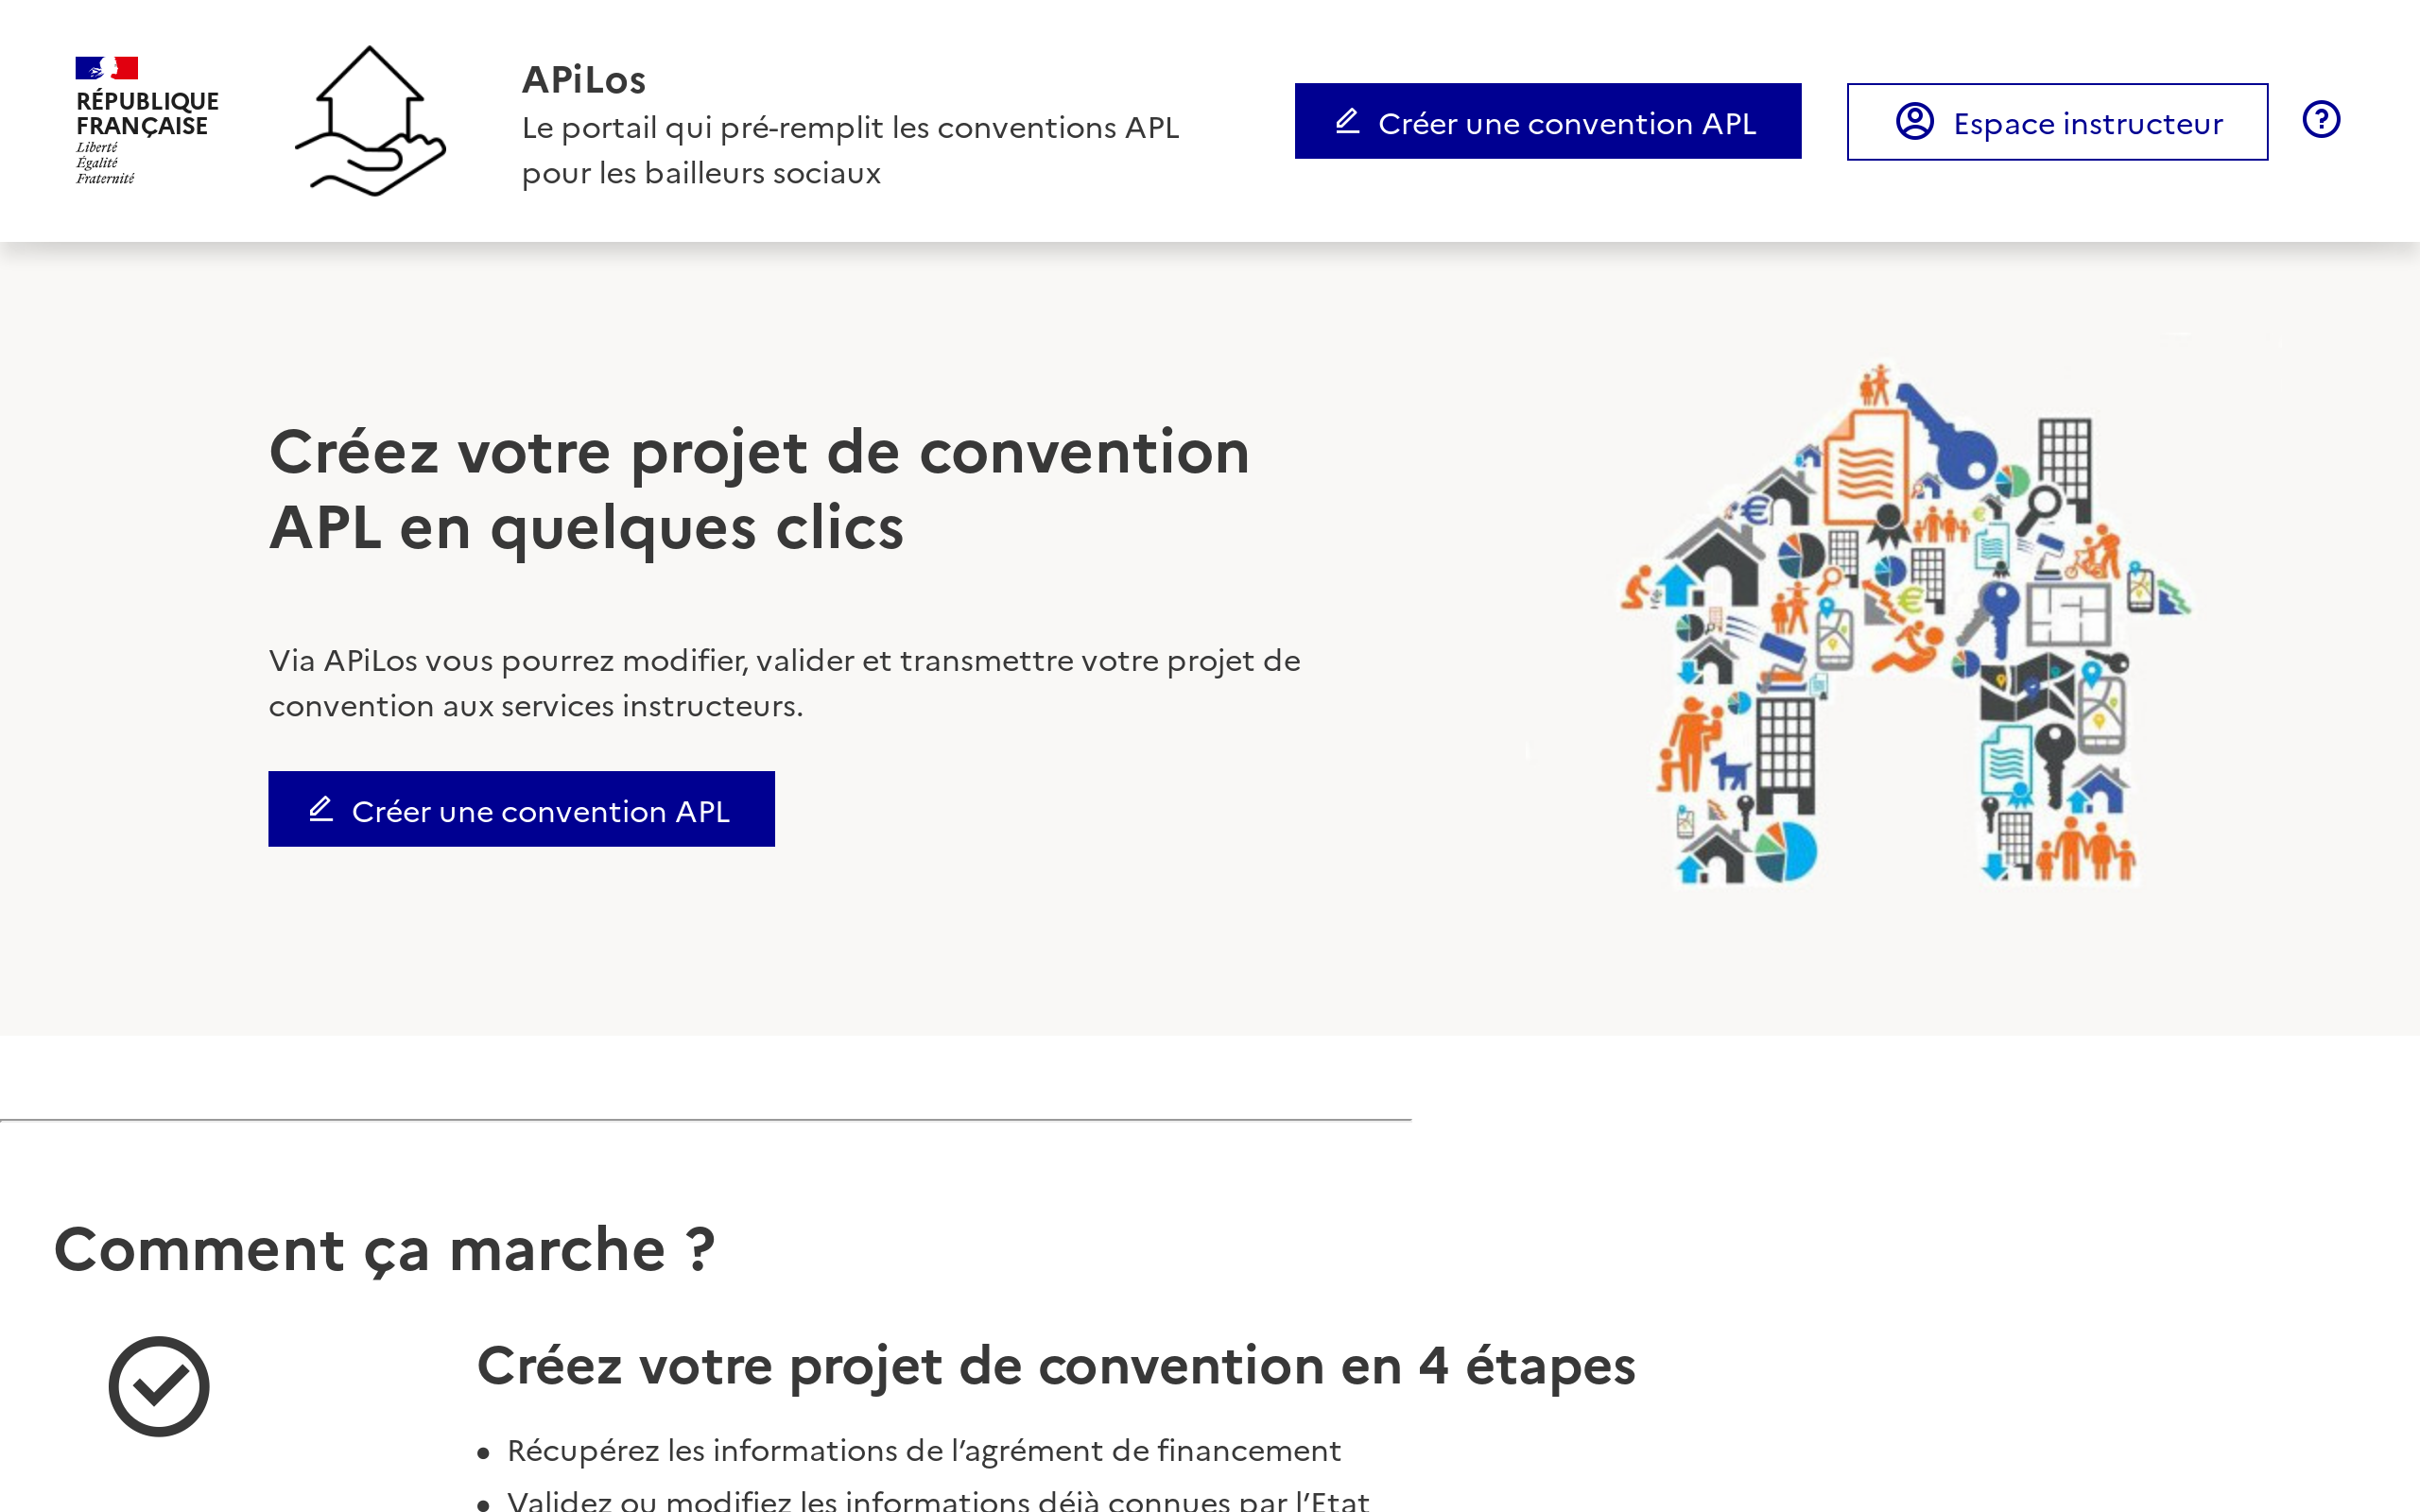 RÉPUBLIQUE
FRANÇAISE
Liberté
Égalité
Fraternité
APiLos
Le portail qui pré-remplit les conventions APL
pour les bailleurs sociaux
Créer une convention APL
Espace instructeur
Créez votre projet de convention
APL en quelques clics
Via APiLos vous pourrez modifier, valider et transmettre votre projet de
convention aux services instructeurs.
Créer une convention APL
Comment ça marche ?
Créez votre projet de convention en 4 étapes
• Récupérez les informations de l’agrément de financement
• Validez ou modifiez les informations déjà connues par l’Etat